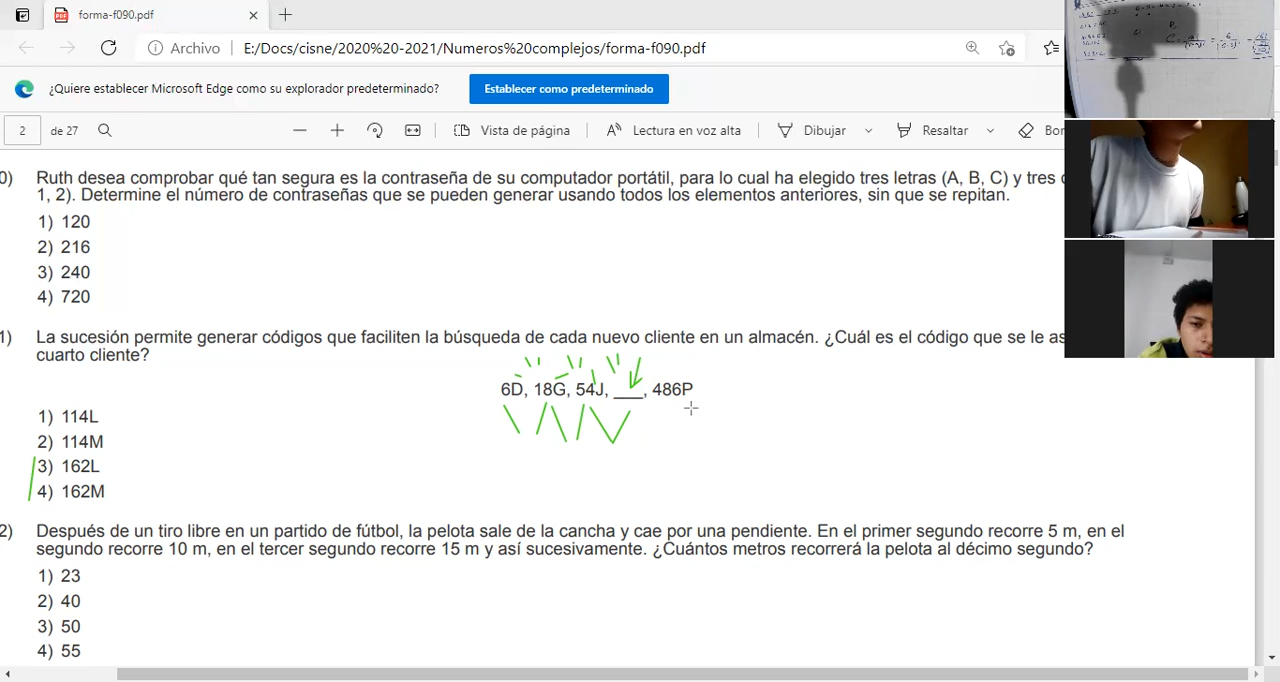 forma-f090.pdf
Archivo E:/Docs/cisne/2020%20-2021/Numeros%20complejos/forma-f090.pdf
¿Quiere establecer Microsoft Edge como su explorador predeterminado? Establecer como predeterminado
2 de 27 Vista de página Lectura en voz alta Dibujar Resaltar Bor
0) Ruth desea comprobar qué tan segura es la contraseña de su computador portátil, para lo cual ha elegido tres letras (A, B, C) y tres
1, 2). Determine el número de contraseñas que se pueden generar usando todos los elementos anteriores, sin que se repitan.
1) 120
2) 216
3) 240
4) 720
1) La sucesión permite generar códigos que faciliten la búsqueda de cada nuevo cliente en un almacén. ¿Cuál es el código que se le as
cuarto cliente?
6D, 18G, 54J, ___, 486P
1) 114L
2) 114M
3) 162L
4) 162M
2) Después de un tiro libre en un partido de fútbol, la pelota sale de la cancha y cae por una pendiente. En el primer segundo recorre 5 m, en el
segundo recorre 10 m, en el tercer segundo recorre 15 m y así sucesivamente. ¿Cuántos metros recorrerá la pelota al décimo segundo?
1) 23
2) 40
3) 50
4) 55